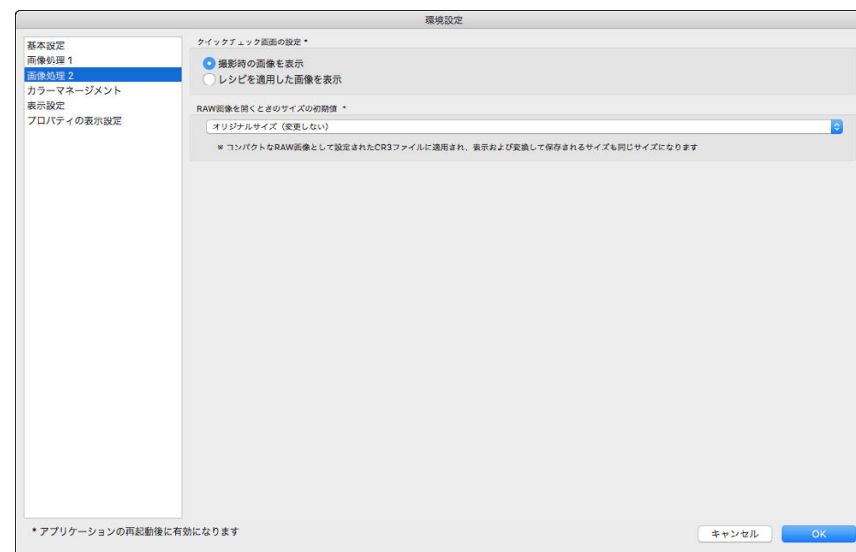 環境設定
基本設定
画像処理 1
画像処理 2
カラーマネージメント
表示設定
プロパティの表示設定
クイックチェック画面の設定 *
撮影時の画像を表示
レシピを適用した画像を表示
RAW画像を開くときのサイズの初期値 *
オリジナルサイズ（変更しない）
※ コンパクトなRAW画像として設定されたCR3ファイルに適用され、表示および変換して保存されるサイズも同じサイズになります
* アプリケーションの再起動後に有効になります
キャンセル
OK